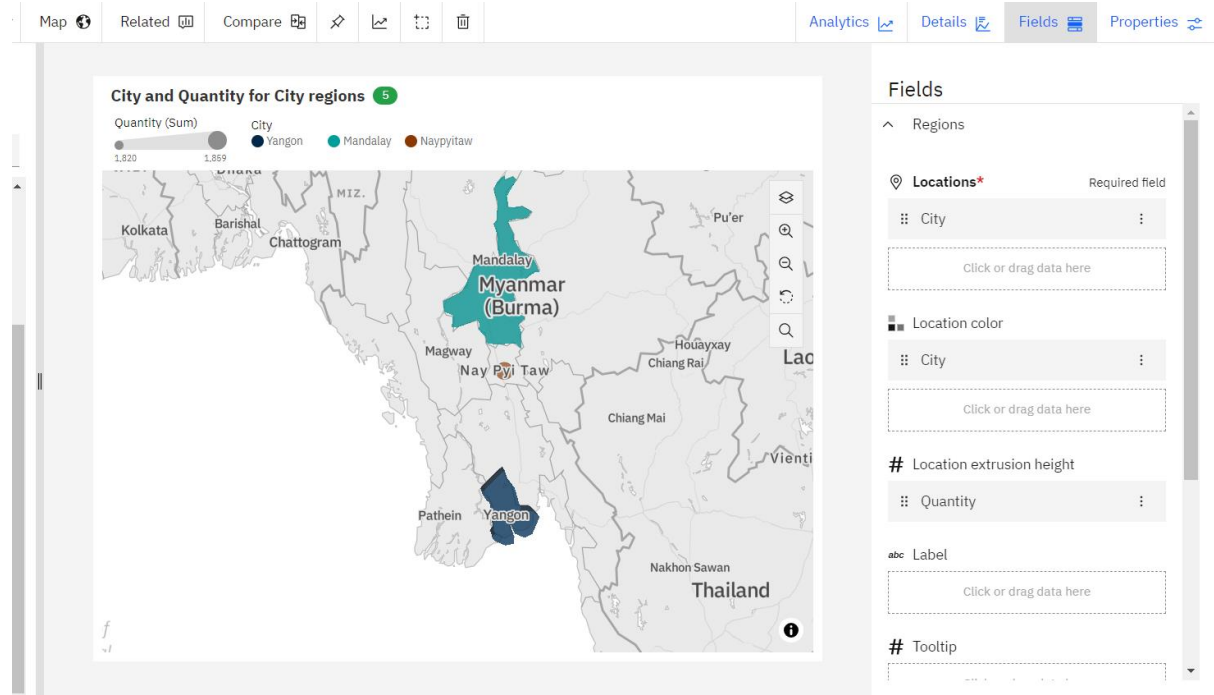 Map Related Compare Analytics Details Fields Properties
City and Quantity for City regions 5
Quantity (Sum) City
Yangon Mandalay Naypyitaw
1,820 1,859
Dhaka
MIZ.
Kolkata Barishal Pu'er
Chattogram
Mandalay
Myanmar
(Burma)
Magway Houayxay
Nay Pyi Taw Chiang Rai Lao
Chiang Mai
Vienti
Pathein Yangon
Nakhon Sawan
Thailand
Fields
Regions
Locations* Required field
City
Click or drag data here
Location color
City
Click or drag data here
# Location extrusion height
Quantity
abc Label
Click or drag data here
# Tooltip